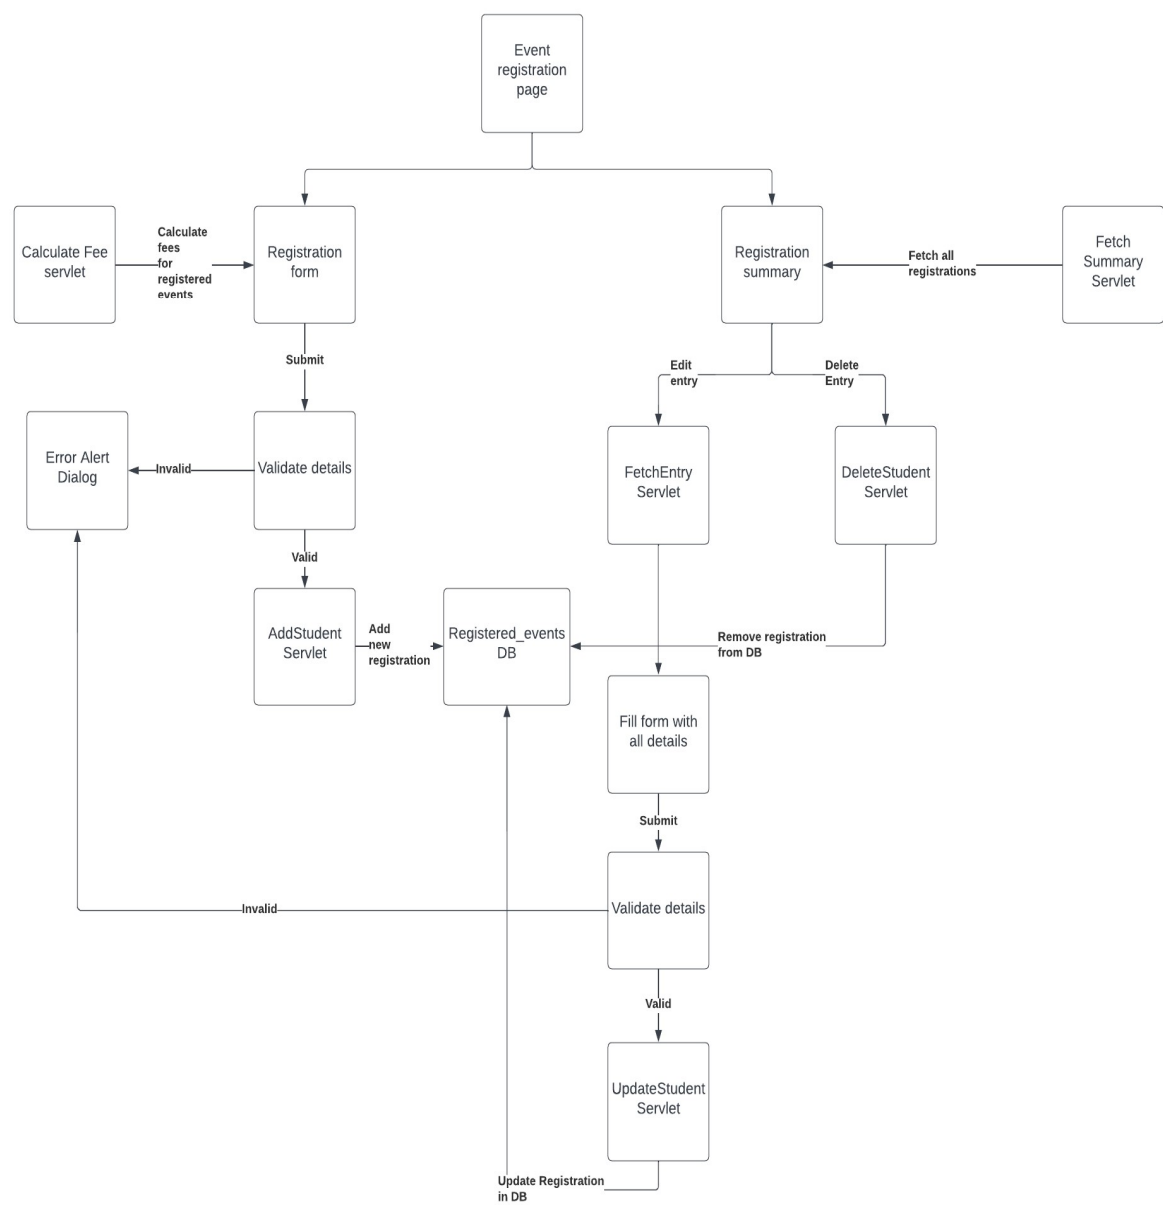 Event
registration
page
Calculate Fee
servlet
Calculate
fees
for
registered
events
Registration
form
Registration
summary
Fetch all
registrations
Fetch
Summary
Servlet
Submit
Edit
entry
Delete
Entry
Error Alert
Dialog
Invalid
Validate details
FetchEntry
Servlet
DeleteStudent
Servlet
Valid
AddStudent
Servlet
Add
new
registration
Registered_events
DB
Remove registration
from DB
Fill form with
all details
Submit
Invalid
Validate details
Valid
UpdateStudent
Servlet
Update Registration
in DB